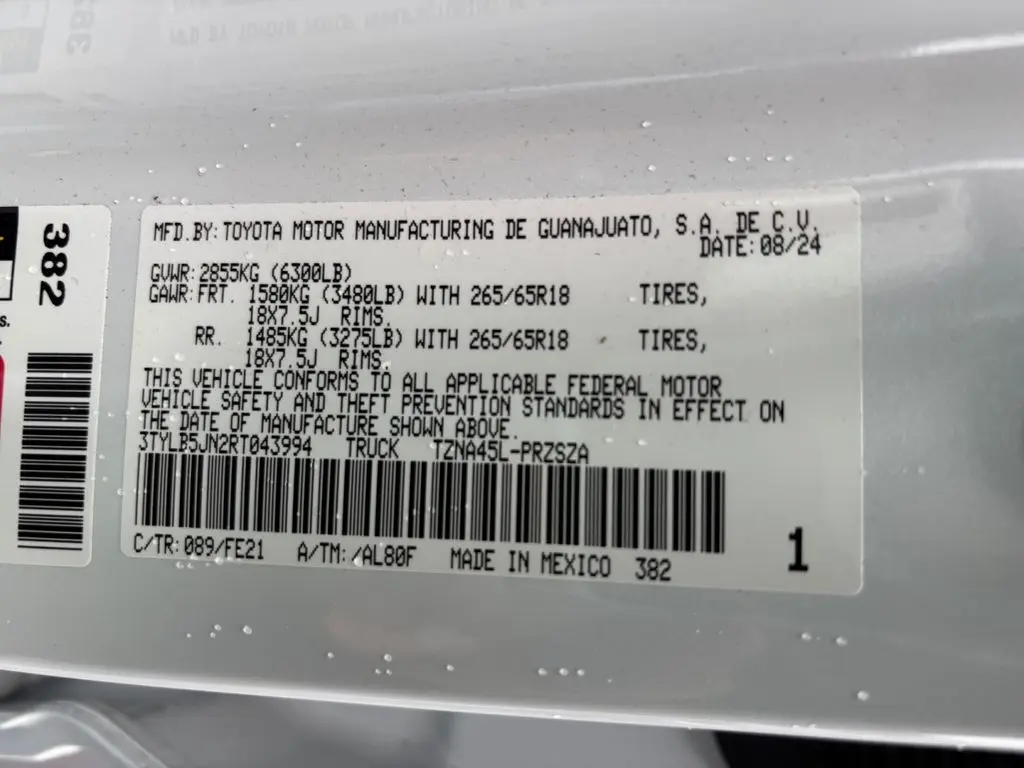 MFD.BY: TOYOTA MOTOR MANUFACTURING DE GUANAJUATO, S.A. DE C.V.
DATE: 08/24
GVWR: 2855KG (6300LB)
GAWR: FRT. 1580KG (3480LB) WITH 265/65R18 TIRES,
18X7.5J RIMS.
RR. 1485KG (3275LB) WITH 265/65R18 TIRES,
18X7.5J RIMS.
THIS VEHICLE CONFORMS TO ALL APPLICABLE FEDERAL MOTOR
VEHICLE SAFETY AND THEFT PREVENTION STANDARDS IN EFFECT ON
THE DATE OF MANUFACTURE SHOWN ABOVE.
3TYLB5JN2RT043994 TRUCK TZNA45L-PRZSZA
C/TR: 089/FE21 A/TM: /AL80F MADE IN MEXICO 382
1
382
s.